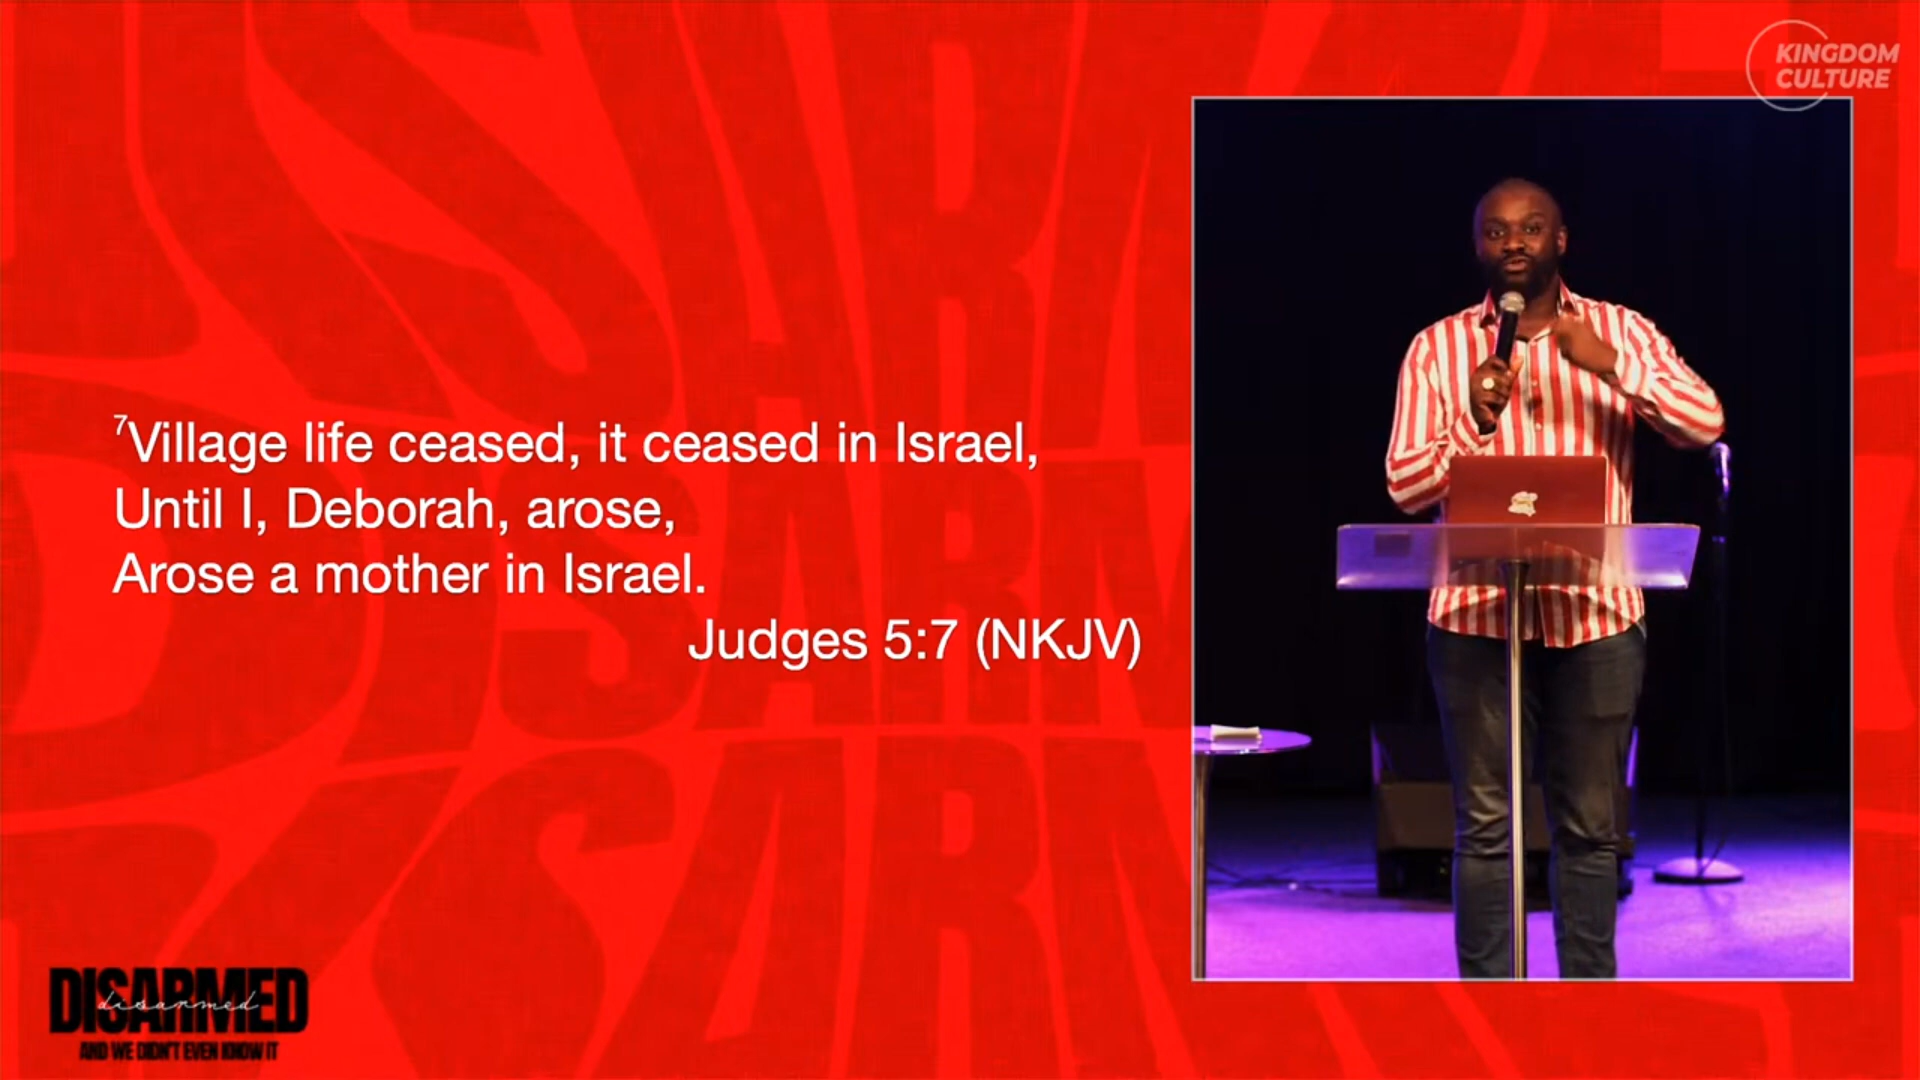 KINGDOM
CULTURE
⁷Village life ceased, it ceased in Israel,
Until I, Deborah, arose,
Arose a mother in Israel.
Judges 5:7 (NKJV)
DISARMED
disarmed
AND WE DIDN'T EVEN KNOW IT